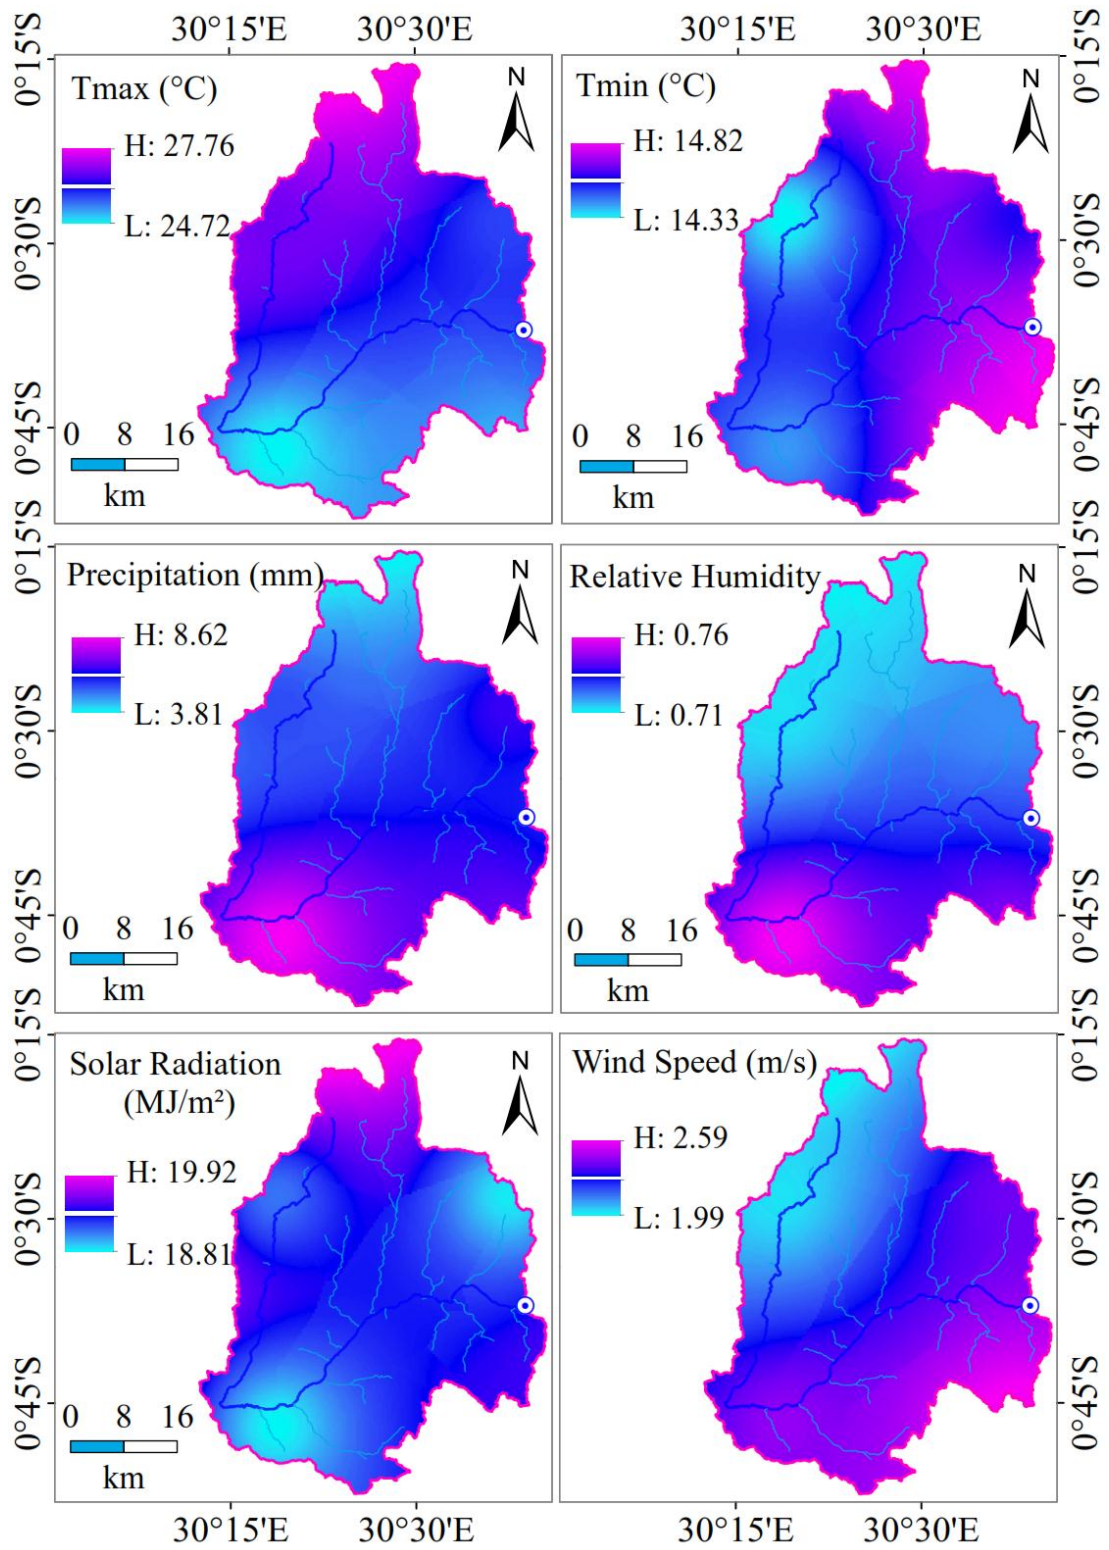 30°15'E 30°30'E 30°15'E 30°30'E
0°15'S
0°30'S
0°45'S
Tmax (°C)
H: 27.76
L: 24.72
N
0 8 16
km
Tmin (°C)
H: 14.82
L: 14.33
N
0 8 16
km
0°15'S
0°30'S
0°45'S
0°15'S
0°30'S
0°45'S
Precipitation (mm)
H: 8.62
L: 3.81
N
0 8 16
km
Relative Humidity
H: 0.76
L: 0.71
N
0 8 16
km
0°15'S
0°30'S
0°45'S
0°15'S
0°30'S
0°45'S
Solar Radiation
(MJ/m²)
H: 19.92
L: 18.81
N
0 8 16
km
Wind Speed (m/s)
H: 2.59
L: 1.99
0°15'S
0°30'S
0°45'S
30°15'E 30°30'E 30°15'E 30°30'E